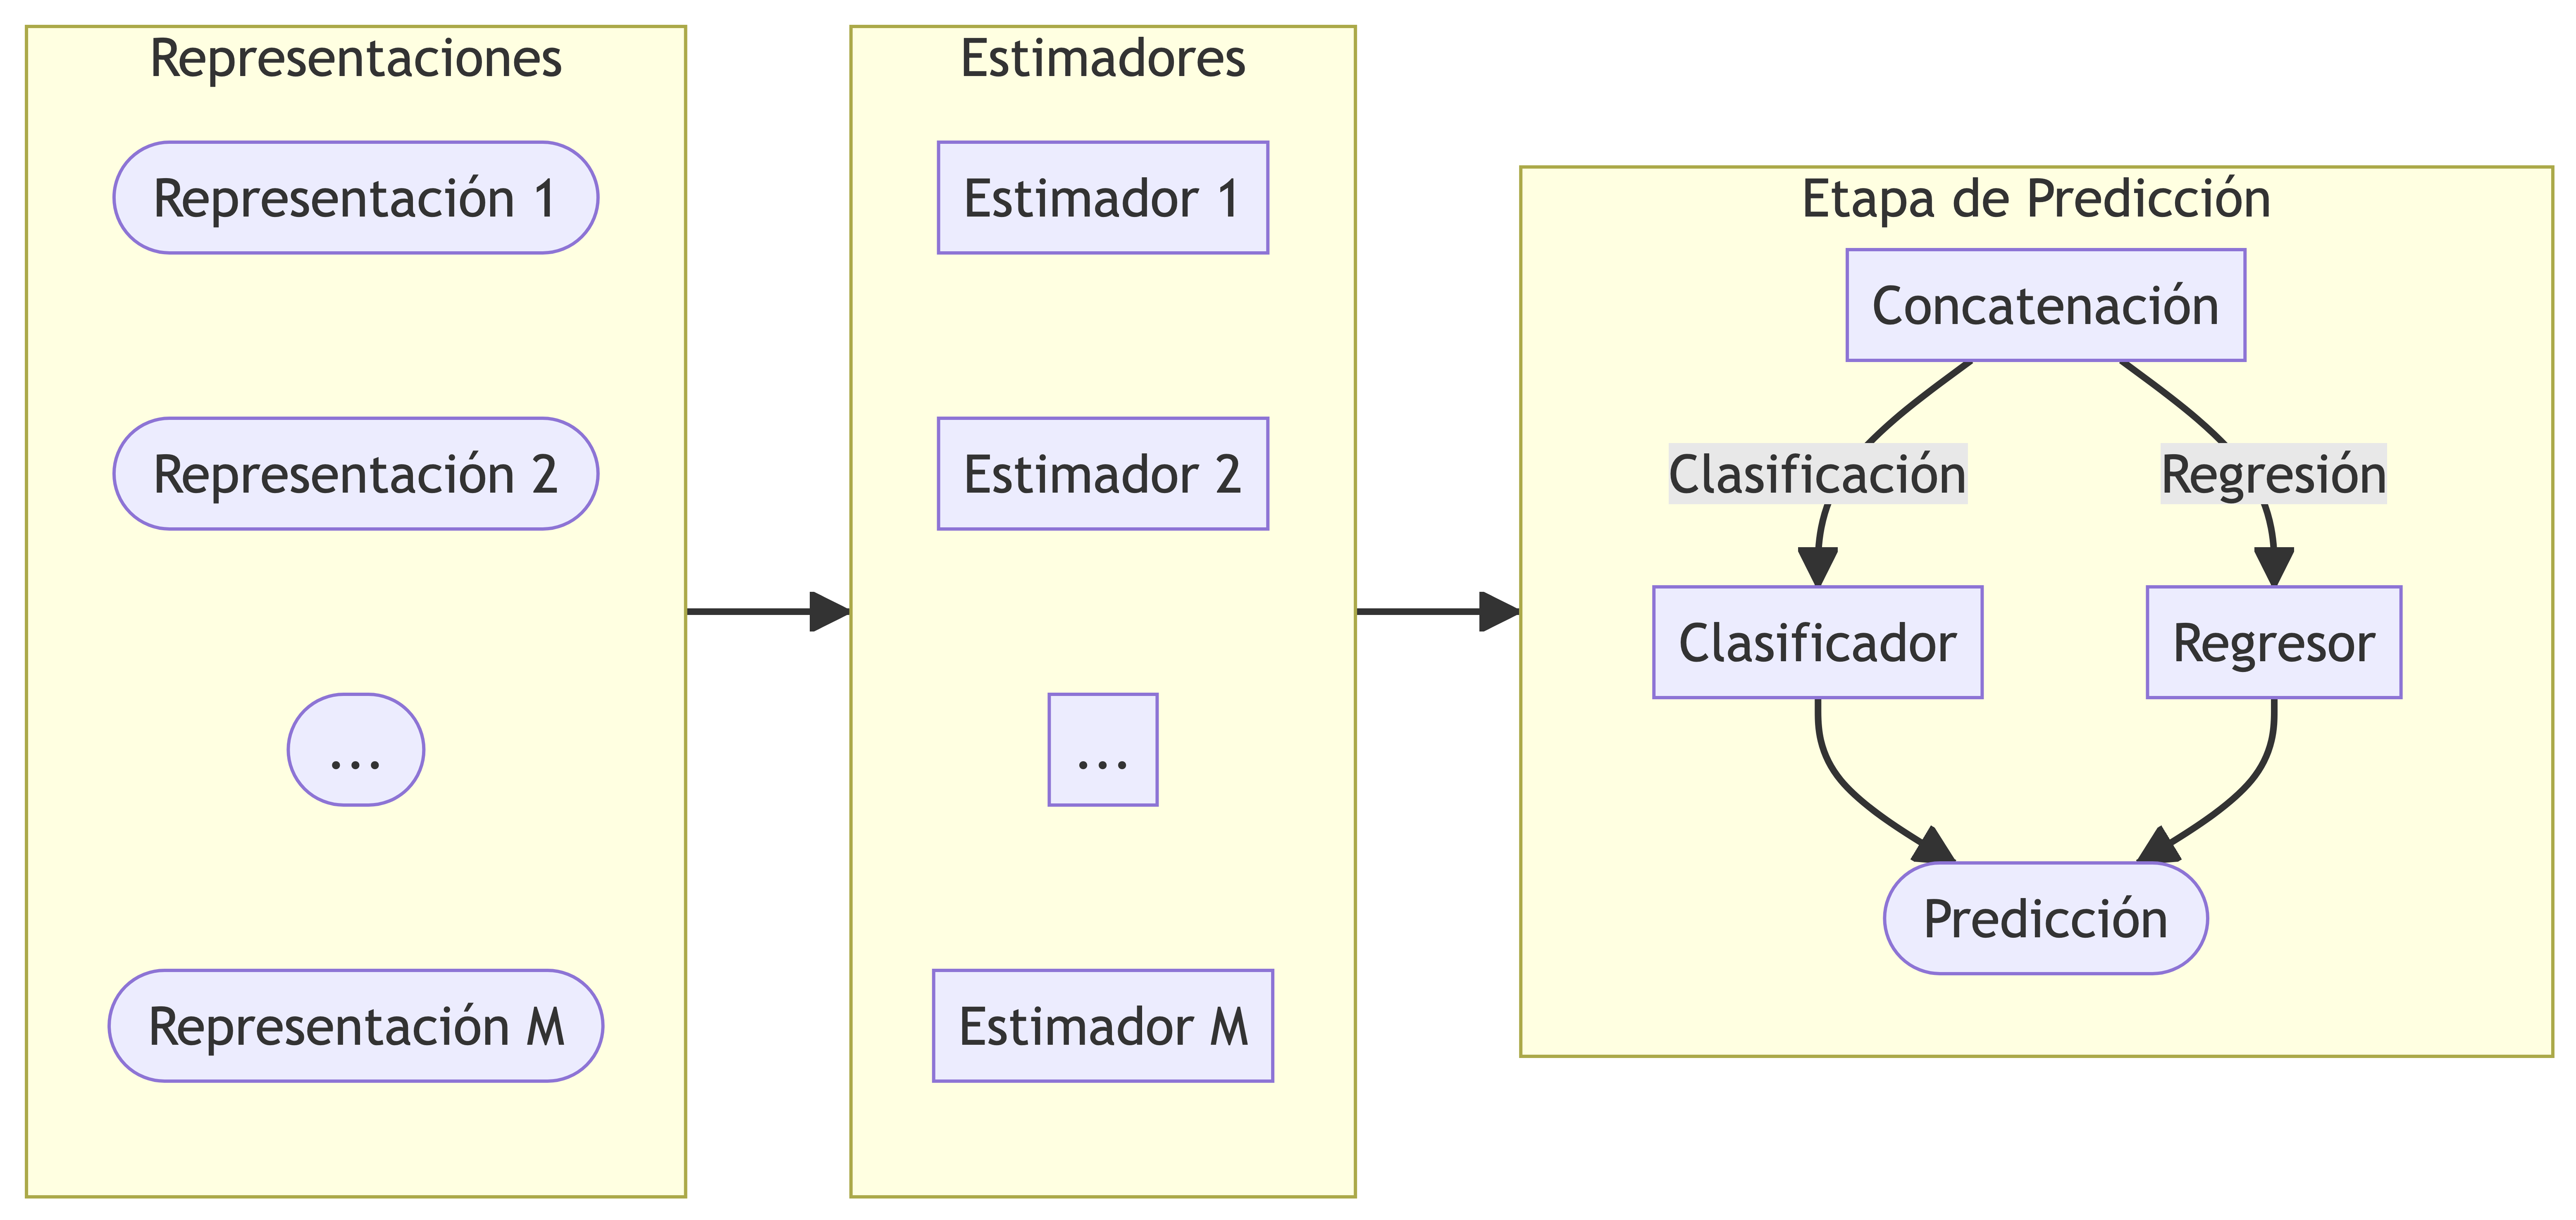 Representaciones
Representación 1
Representación 2
...
Representación M
Estimadores
Estimador 1
Estimador 2
...
Estimador M
Etapa de Predicción
Concatenación
Clasificación
Regresión
Clasificador
Regresor
Predicción